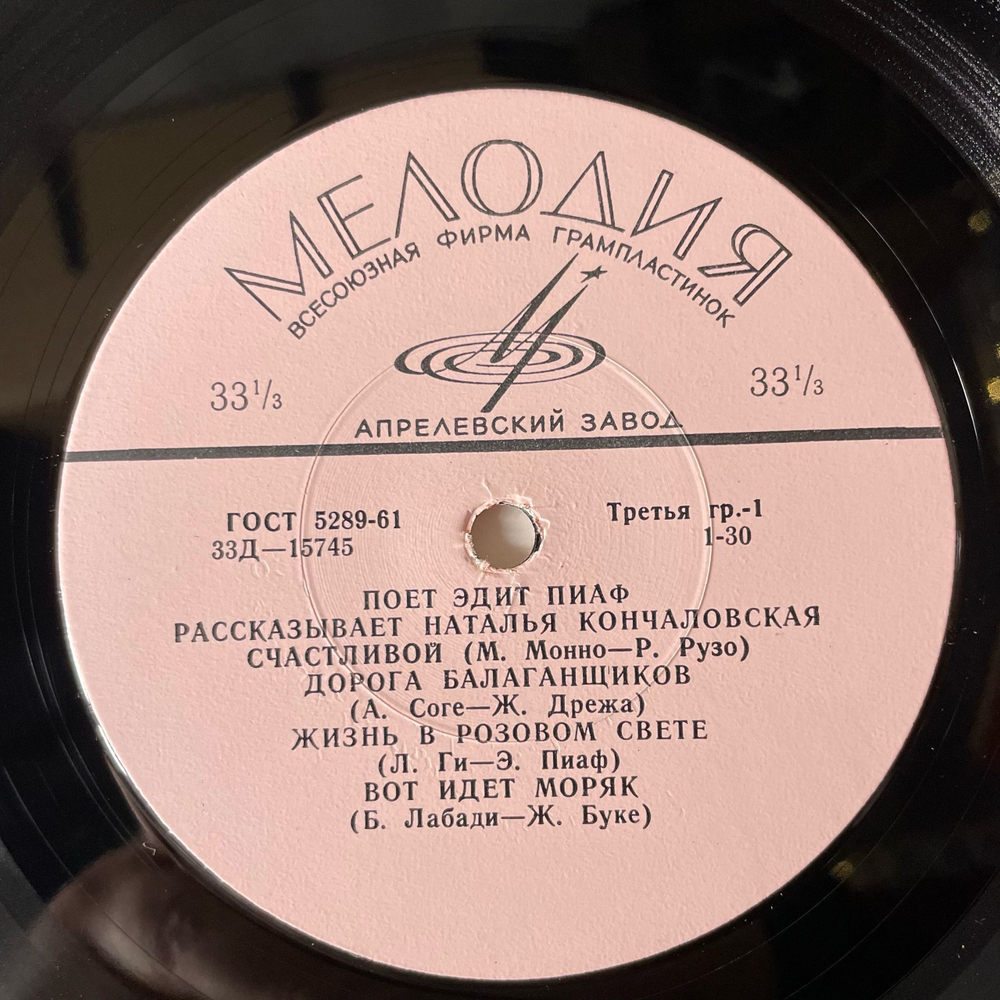 МЕЛОДИЯ
ВСЕСОЮЗНАЯ ФИРМА ГРАМПЛАСТИНОК
33 1/3
33 1/3
АПРЕЛЕВСКИЙ ЗАВОД
ГОСТ 5289-61
Третья гр.-1
33Д—15745
1-30
ПОЕТ ЭДИТ ПИАФ
РАССКАЗЫВАЕТ НАТАЛЬЯ КОНЧАЛОВСКАЯ
СЧАСТЛИВОЙ (М. Монно—Р. Рузо)
ДОРОГА БАЛАГАНЩИКОВ
(А. Соге—Ж. Дрежа)
ЖИЗНЬ В РОЗОВОМ СВЕТЕ
(Л. Ги—Э. Пиаф)
ВОТ ИДЕТ МОРЯК
(Б. Лабади—Ж. Буке)